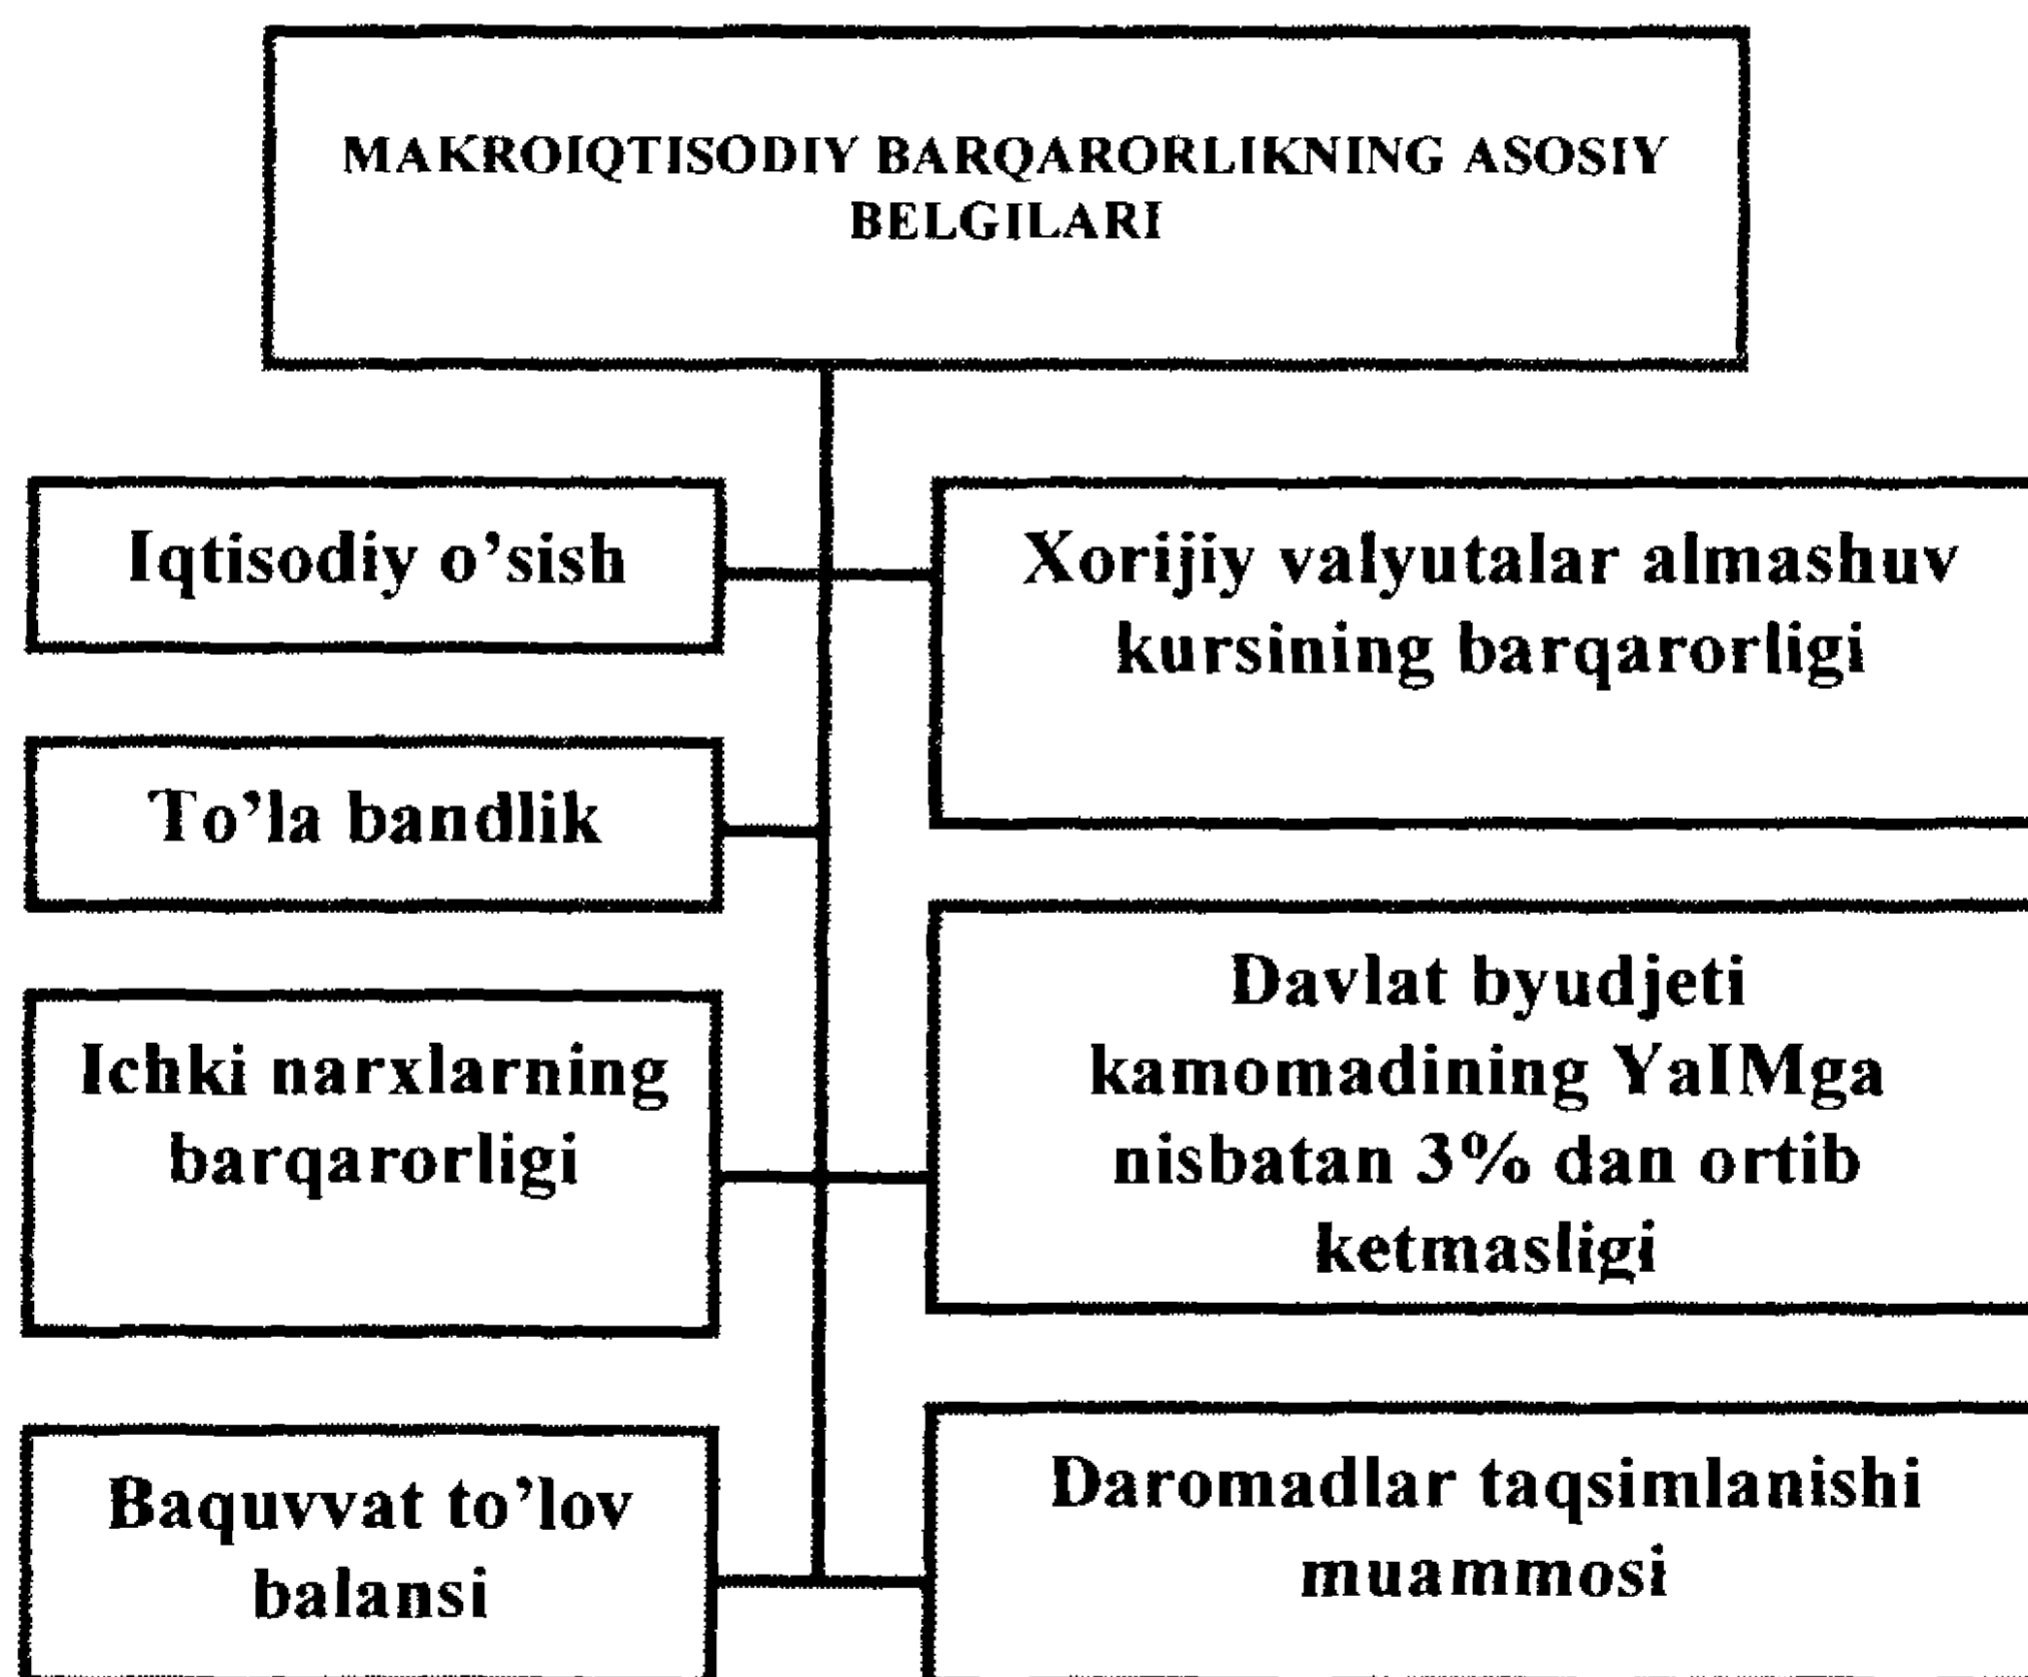 MAKROIQTISODIY BARQARORLIKNING ASOSIY
BELGILARI
Iqtisodiy o’sish
To’la bandlik
Ichki narxlarning
barqarorligi
Baquvvat to’lov
balansi
Xorijiy valyutalar almashuv
kursining barqarorligi
Davlat byudjeti
kamomadining YaIMga
nisbatan 3% dan ortib
ketmasligi
Daromadlar taqsimlanishi
muammosi